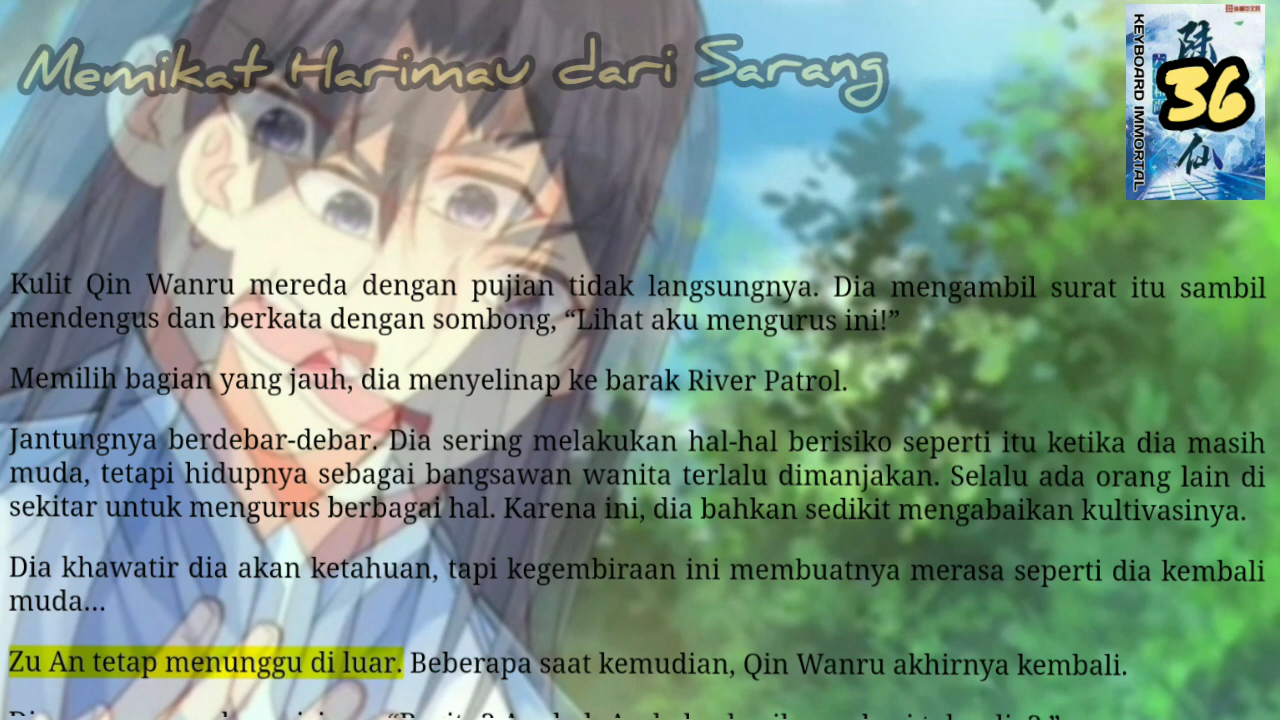 Memikat Harimau dari Sarang
KEYBOARD IMMORTAL
36
仙
Kulit Qin Wanru mereda dengan pujian tidak langsungnya. Dia mengambil surat itu sambil
mendengus dan berkata dengan sombong, “Lihat aku mengurus ini!”
Memilih bagian yang jauh, dia menyelinap ke barak River Patrol.
Jantungnya berdebar-debar. Dia sering melakukan hal-hal berisiko seperti itu ketika dia masih
muda, tetapi hidupnya sebagai bangsawan wanita terlalu dimanjakan. Selalu ada orang lain di
sekitar untuk mengurus berbagai hal. Karena ini, dia bahkan sedikit mengabaikan kultivasinya.
Dia khawatir dia akan ketahuan, tapi kegembiraan ini membuatnya merasa seperti dia kembali
muda...
Zu An tetap menunggu di luar. Beberapa saat kemudian, Qin Wanru akhirnya kembali.